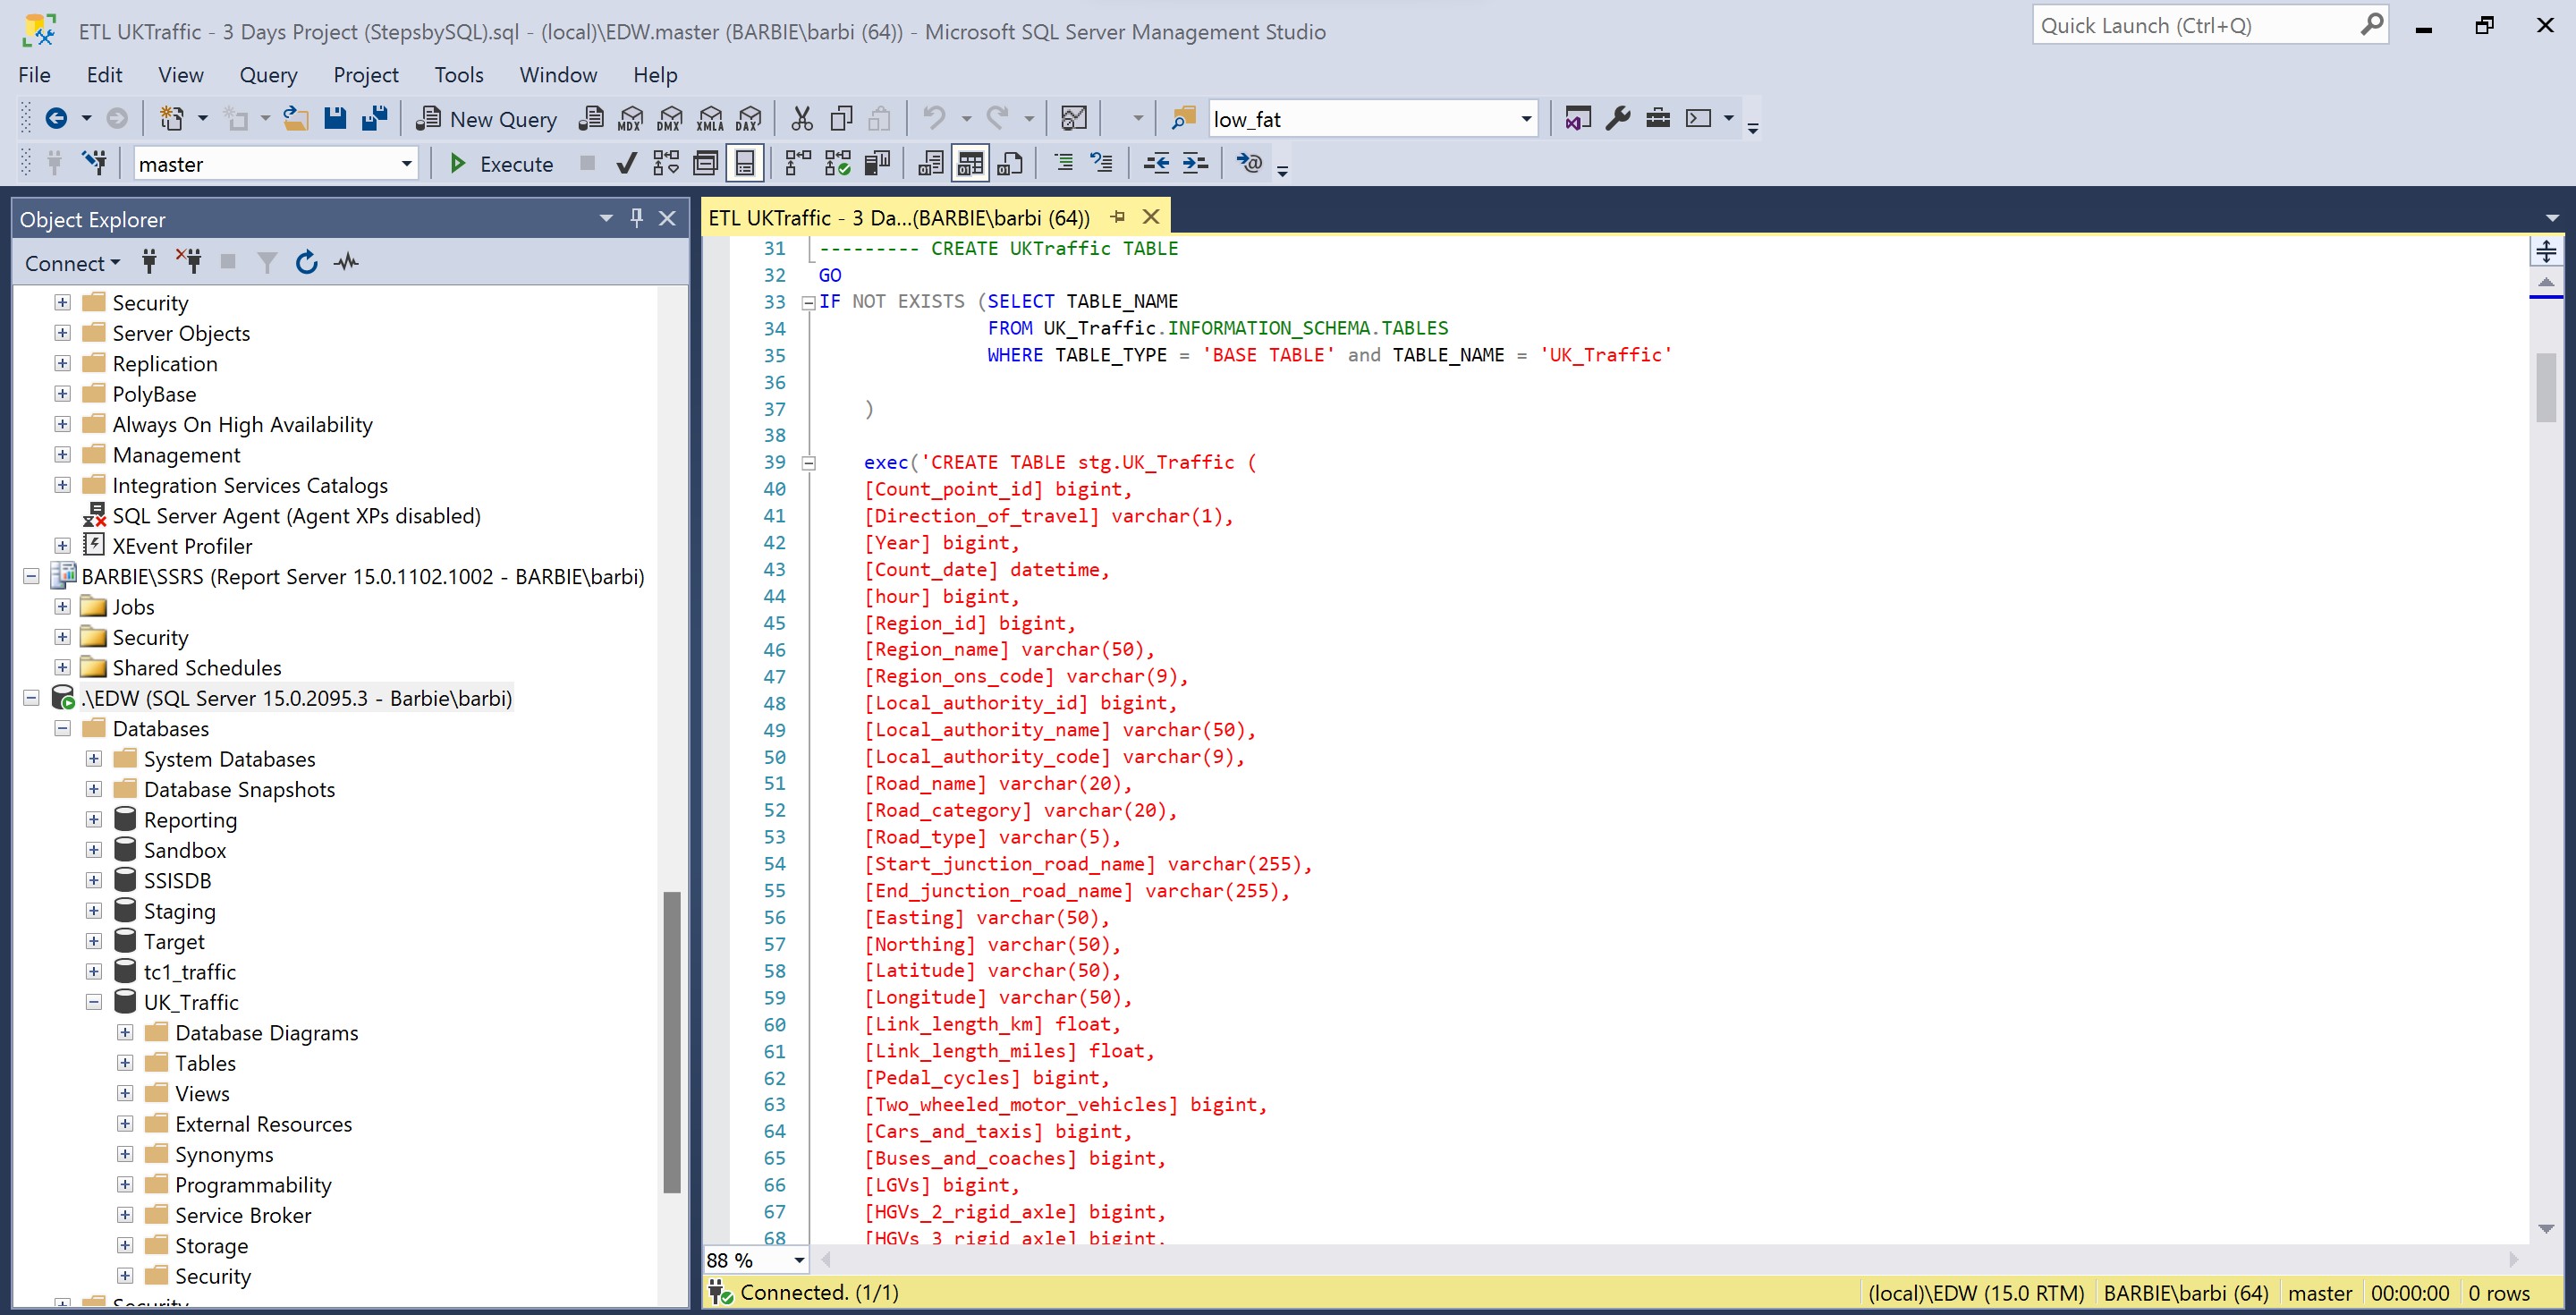 ETL UKTraffic - 3 Days Project (StepsbySQL).sql - (local)\EDW.master (BARBIE\barbi (64)) - Microsoft SQL Server Management Studio
Quick Launch (Ctrl+Q)
File Edit View Query Project Tools Window Help
New Query MDX DMX XMLA DAX low_fat
master Execute
Object Explorer
Connect
Security
Server Objects
Replication
PolyBase
Always On High Availability
Management
Integration Services Catalogs
SQL Server Agent (Agent XPs disabled)
XEvent Profiler
BARBIE\SSRS (Report Server 15.0.1102.1002 - BARBIE\barbi)
Jobs
Security
Shared Schedules
.\EDW (SQL Server 15.0.2095.3 - Barbie\barbi)
Databases
System Databases
Database Snapshots
Reporting
Sandbox
SSISDB
Staging
Target
tc1_traffic
UK_Traffic
Database Diagrams
Tables
Views
External Resources
Synonyms
Programmability
Service Broker
Storage
Security
Security
ETL UKTraffic - 3 Da...(BARBIE\barbi (64))
31 --------- CREATE UKTraffic TABLE
32 GO
33 IF NOT EXISTS (SELECT TABLE_NAME
34 FROM UK_Traffic.INFORMATION_SCHEMA.TABLES
35 WHERE TABLE_TYPE = 'BASE TABLE' and TABLE_NAME = 'UK_Traffic'
36
37 )
38
39 exec('CREATE TABLE stg.UK_Traffic (
40 [Count_point_id] bigint,
41 [Direction_of_travel] varchar(1),
42 [Year] bigint,
43 [Count_date] datetime,
44 [hour] bigint,
45 [Region_id] bigint,
46 [Region_name] varchar(50),
47 [Region_ons_code] varchar(9),
48 [Local_authority_id] bigint,
49 [Local_authority_name] varchar(50),
50 [Local_authority_code] varchar(9),
51 [Road_name] varchar(20),
52 [Road_category] varchar(20),
53 [Road_type] varchar(5),
54 [Start_junction_road_name] varchar(255),
55 [End_junction_road_name] varchar(255),
56 [Easting] varchar(50),
57 [Northing] varchar(50),
58 [Latitude] varchar(50),
59 [Longitude] varchar(50),
60 [Link_length_km] float,
61 [Link_length_miles] float,
62 [Pedal_cycles] bigint,
63 [Two_wheeled_motor_vehicles] bigint,
64 [Cars_and_taxis] bigint,
65 [Buses_and_coaches] bigint,
66 [LGVs] bigint,
67 [HGVs_2_rigid_axle] bigint,
68 [HGVs_3_rigid_axle] bigint,
88 %
Connected. (1/1)
(local)\EDW (15.0 RTM) BARBIE\barbi (64) master 00:00:00 0 rows